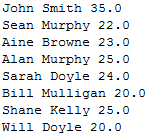 John Smith 35.0
Sean Murphy 22.0
Aine Browne 23.0
Alan Murphy 25.0
Sarah Doyle 24.0
Bill Mulligan 20.0
Shane Kelly 25.0
Will Doyle 20.0